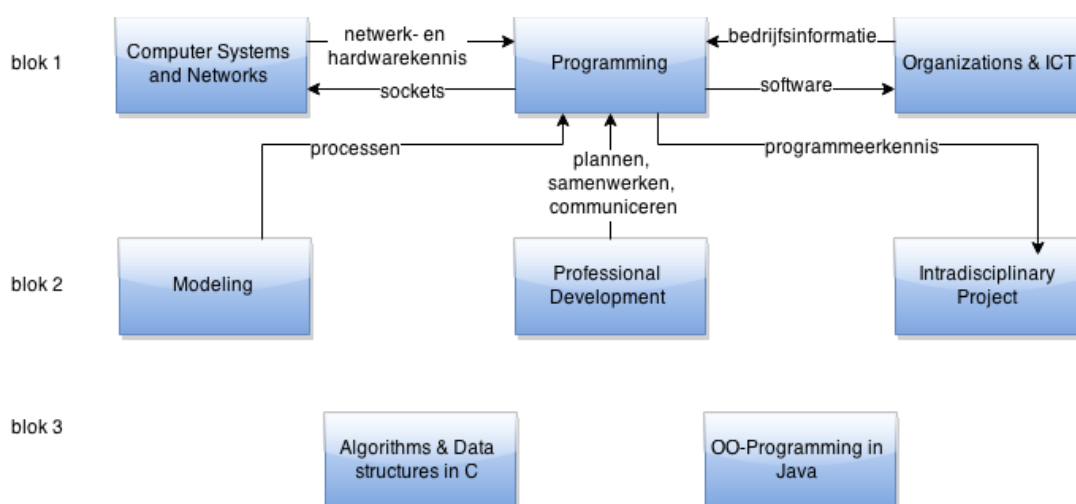 blok 1
Computer Systems
and Networks
netwerk- en
hardwarekennis
sockets
Programming
bedrijfsinformatie
software
Organizations & ICT
processen
plannen,
samenwerken,
communiceren
programmeerkennis
blok 2
Modeling
Professional
Development
Intradisciplinary
Project
blok 3
Algorithms & Data
structures in C
OO-Programming in
Java